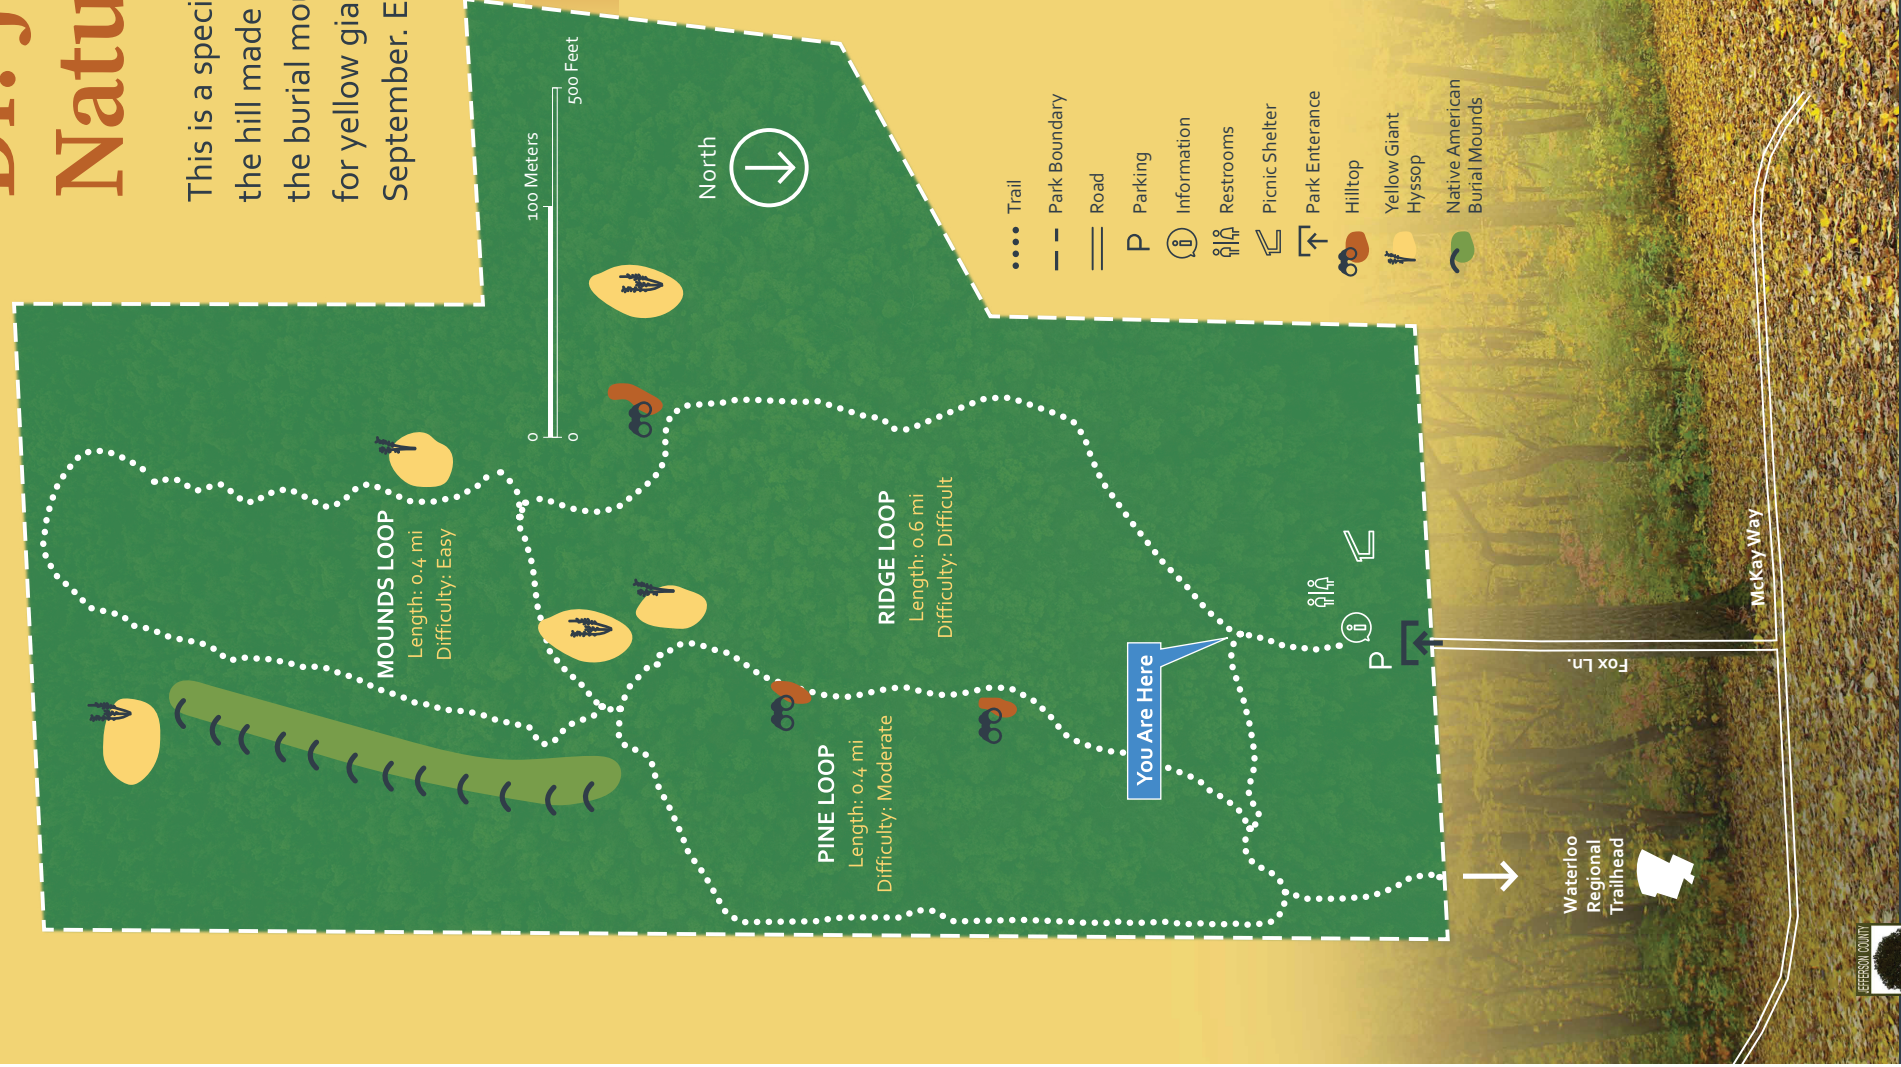 Dr. J
Natu
This is a speci
the hill made
the burial mou
for yellow gia
September. E
0 100 Meters
0 500 Feet
North
MOUNDS LOOP
Length: 0.4 mi
Difficulty: Easy
PINE LOOP
Length: 0.4 mi
Difficulty: Moderate
RIDGE LOOP
Length: 0.6 mi
Difficulty: Difficult
You Are Here
P
Trail
Park Boundary
Road
P Parking
Information
Restrooms
Picnic Shelter
Park Enterance
Hilltop
Yellow Giant
Hyssop
Native American
Burial Mounds
Fox Ln.
McKay Way
Waterloo
Regional
Trailhead
JEFFERSON COUNTY